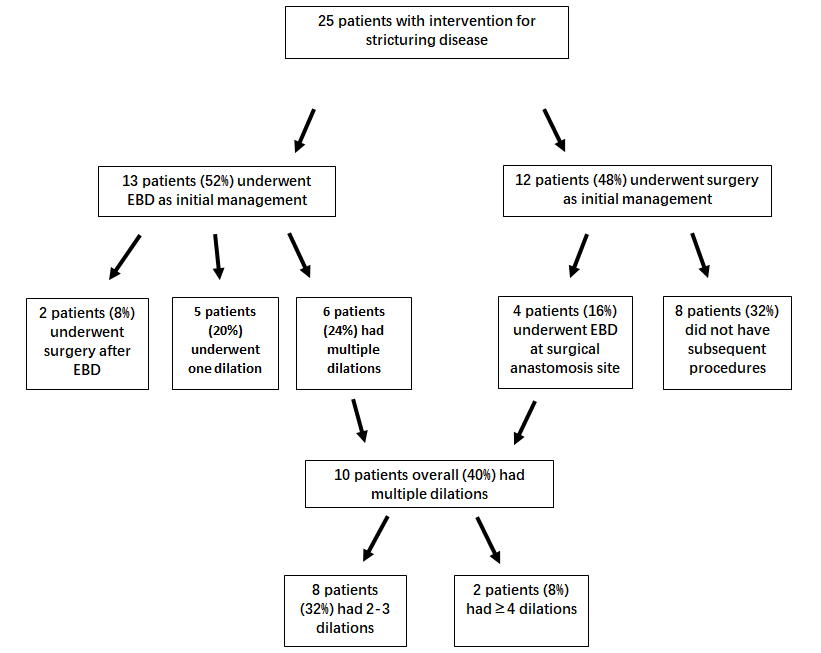 25 patients with intervention for
stricturing disease
13 patients (52%) underwent
EBD as initial management
12 patients (48%) underwent surgery
as initial management
2 patients (8%)
underwent
surgery after
EBD
5 patients
(20%)
underwent
one dilation
6 patients
(24%) had
multiple
dilations
4 patients (16%)
underwent EBD
at surgical
anastomosis site
8 patients (32%)
did not have
subsequent
procedures
10 patients overall (40%) had
multiple dilations
8 patients
(32%) had 2-3
dilations
2 patients (8%)
had ≥4 dilations